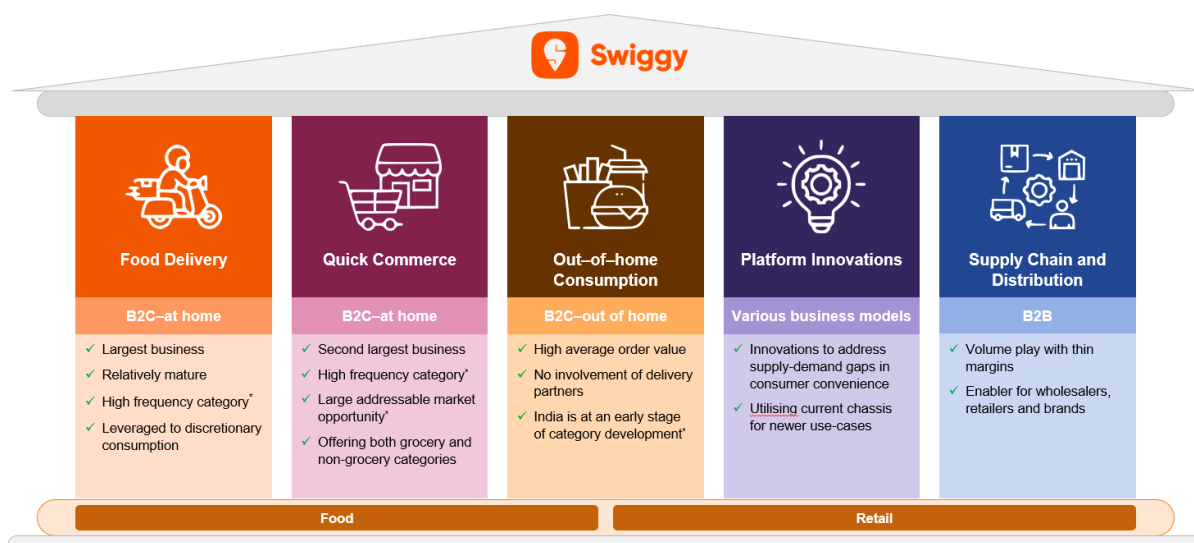 Swiggy
Food Delivery
B2C–at home
Largest business
Relatively mature
High frequency category*
Leveraged to discretionary
consumption
Quick Commerce
B2C–at home
Second largest business
High frequency category*
Large addressable market
opportunity*
Offering both grocery and
non-grocery categories
Out–of–home
Consumption
B2C–out of home
High average order value
No involvement of delivery
partners
India is at an early stage
of category development*
Platform Innovations
Various business models
Innovations to address
supply-demand gaps in
consumer convenience
Utilising current chassis
for newer use-cases
Supply Chain and
Distribution
B2B
Volume play with thin
margins
Enabler for wholesalers,
retailers and brands
Food
Retail